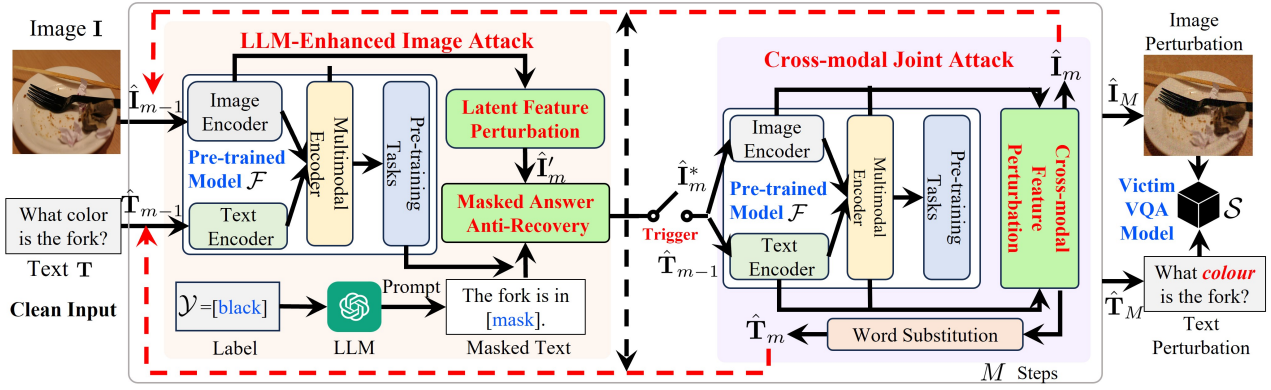 Image I
What color
is the fork?
Text T
Clean Input
Î_{m-1}
T̂_{m-1}
LLM-Enhanced Image Attack
Image
Encoder
Pre-trained
Model ℱ
Text
Encoder
Multimodal
Encoder
Pre-training
Tasks
Latent Feature
Perturbation
Î′_m
Masked Answer
Anti-Recovery
𝒴=[black]
Label
LLM
Prompt
The fork is in
[mask].
Masked Text
Trigger
Î*_m
T̂_{m-1}
Cross-modal Joint Attack
Image
Encoder
Pre-trained
Model ℱ
Text
Encoder
Multimodal
Encoder
Pre-training
Tasks
Cross-modal
Feature
Perturbation
Î_m
Word Substitution
T̂_m
M Steps
Î_M
T̂_M
Image
Perturbation
Victim
VQA
Model
𝒮
What colour
is the fork?
Text
Perturbation